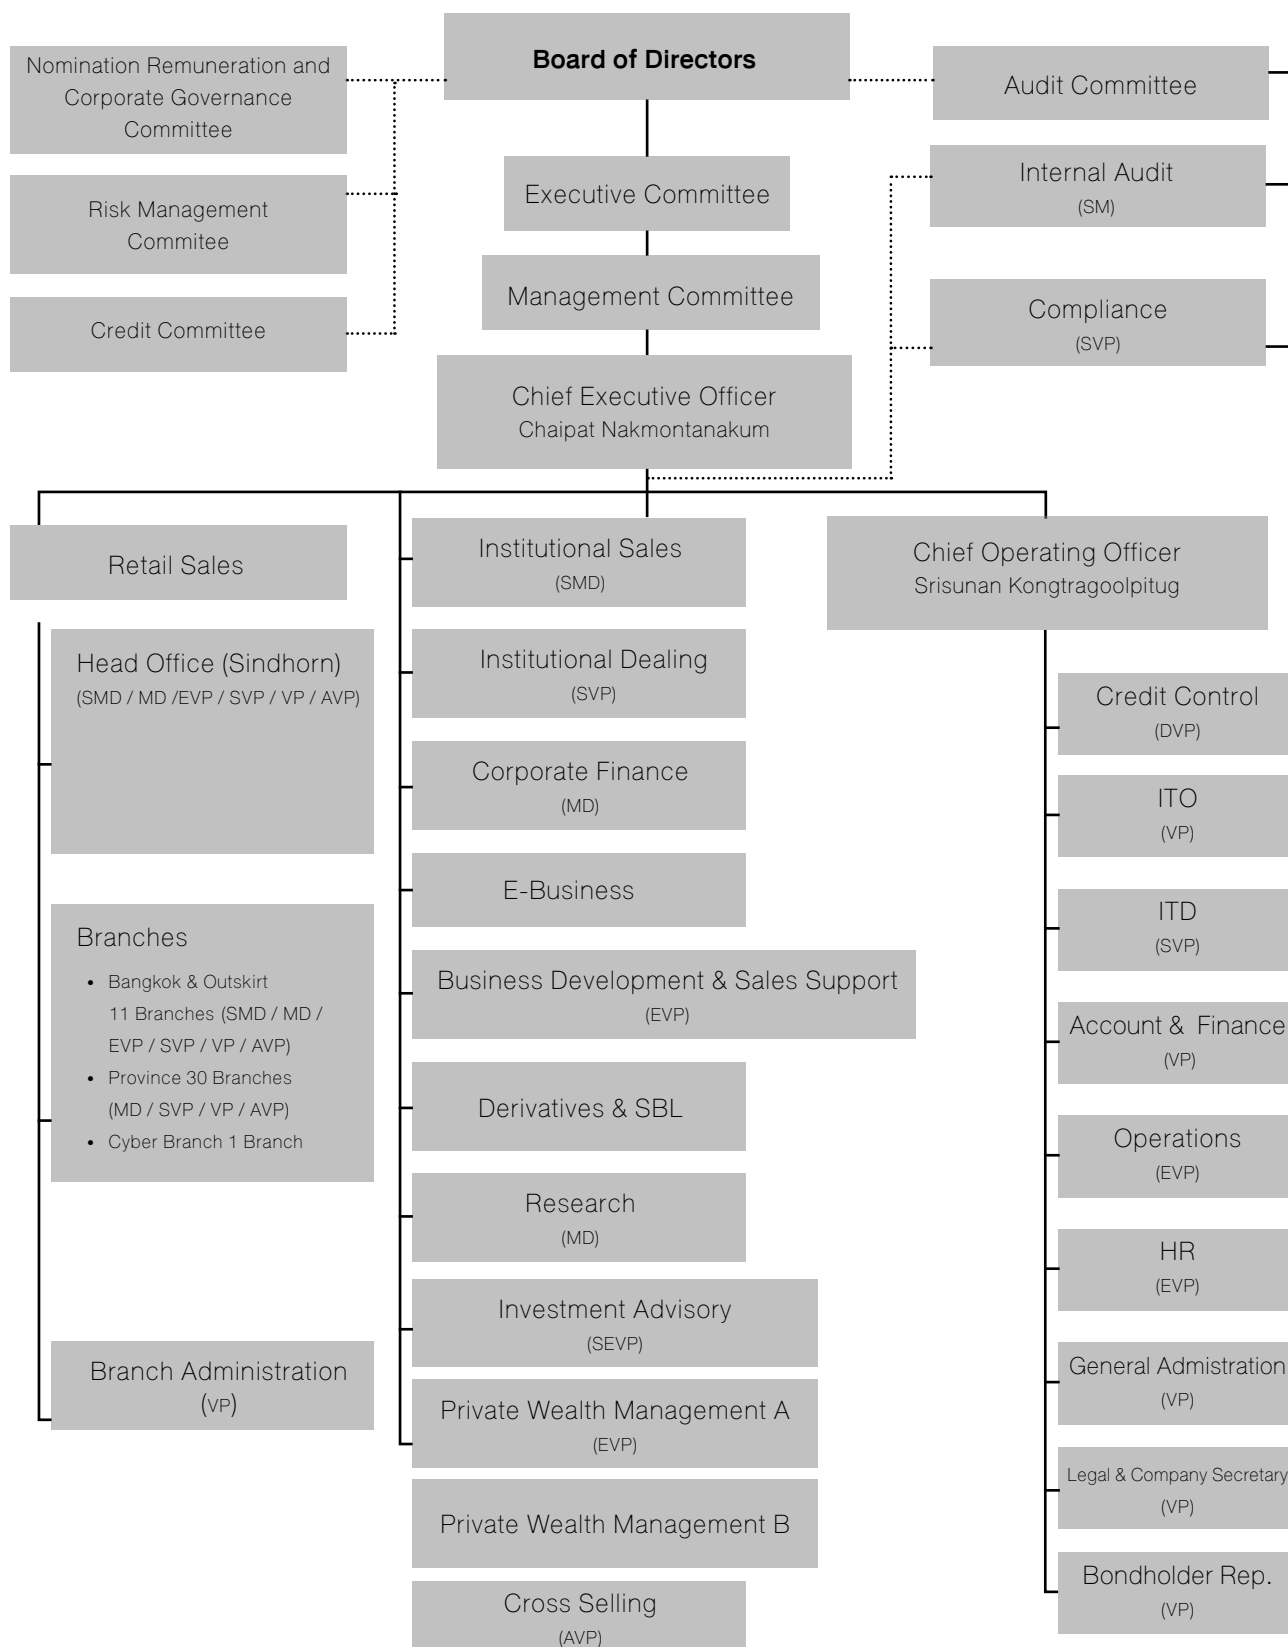 Board of Directors
Nomination Remuneration and
Corporate Governance
Committee
Audit Committee
Risk Management
Commitee
Executive Committee
Internal Audit
(SM)
Credit Committee
Management Committee
Compliance
(SVP)
Chief Executive Officer
Chaipat Nakmontanakum
Retail Sales
Head Office (Sindhorn)
(SMD / MD /EVP / SVP / VP / AVP)
Branches
• Bangkok & Outskirt
11 Branches (SMD / MD /
EVP / SVP / VP / AVP)
• Province 30 Branches
(MD / SVP / VP / AVP)
• Cyber Branch 1 Branch
Branch Administration
(VP)
Institutional Sales
(SMD)
Institutional Dealing
(SVP)
Corporate Finance
(MD)
E-Business
Business Development & Sales Support
(EVP)
Derivatives & SBL
Research
(MD)
Investment Advisory
(SEVP)
Private Wealth Management A
(EVP)
Private Wealth Management B
Cross Selling
(AVP)
Chief Operating Officer
Srisunan Kongtragoolpitug
Credit Control
(DVP)
ITO
(VP)
ITD
(SVP)
Account & Finance
(VP)
Operations
(EVP)
HR
(EVP)
General Admistration
(VP)
Legal & Company Secretary
(VP)
Bondholder Rep.
(VP)